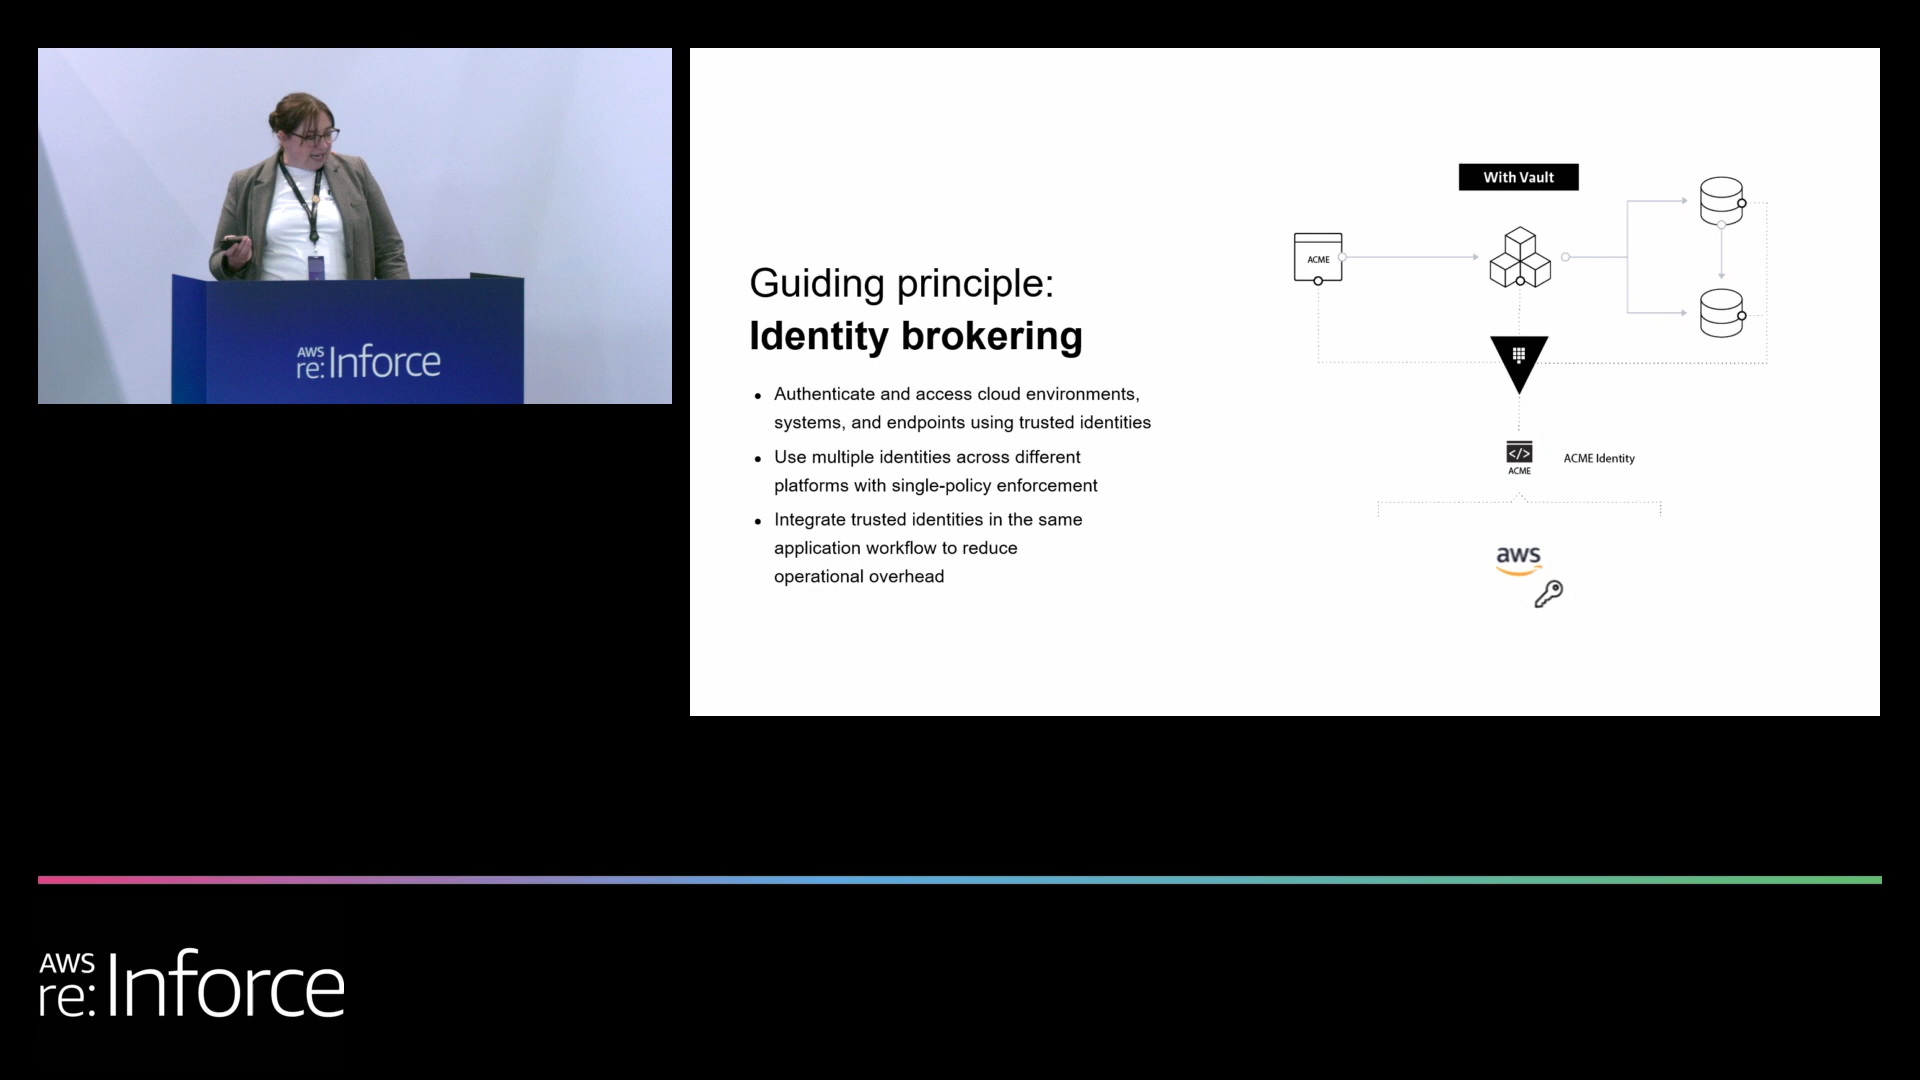 AWS
re:Inforce
Guiding principle:
Identity brokering
• Authenticate and access cloud environments,
systems, and endpoints using trusted identities
• Use multiple identities across different
platforms with single-policy enforcement
• Integrate trusted identities in the same
application workflow to reduce
operational overhead
With Vault
ACME
</>
ACME
ACME Identity
aws
AWS
re:Inforce